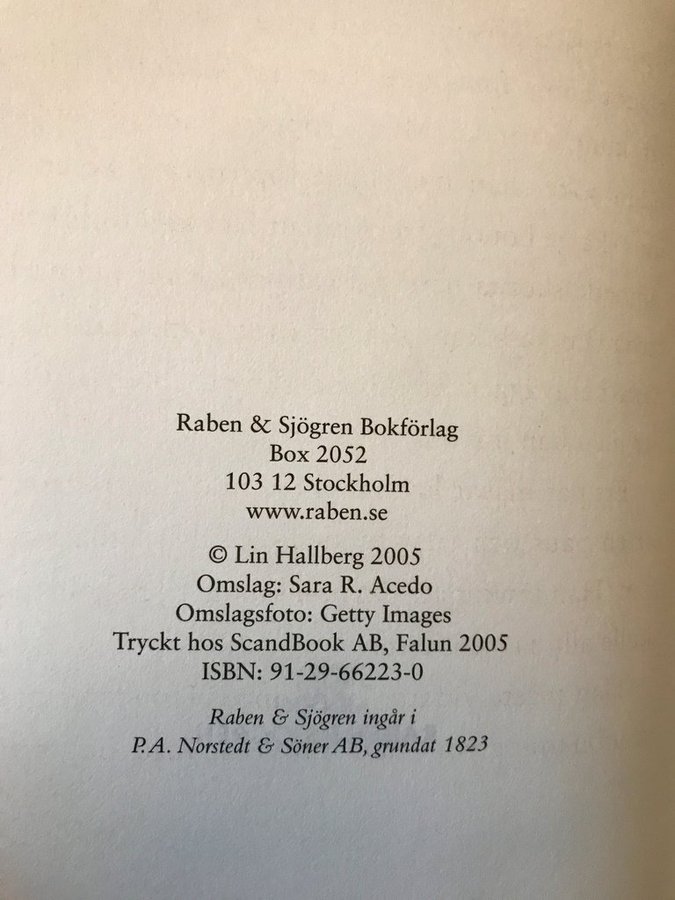 Raben & Sjögren Bokförlag
Box 2052
103 12 Stockholm
www.raben.se
© Lin Hallberg 2005
Omslag: Sara R. Acedo
Omslagsfoto: Getty Images
Tryckt hos ScandBook AB, Falun 2005
ISBN: 91-29-66223-0
Raben & Sjögren ingår i
P.A. Norstedt & Söner AB, grundat 1823